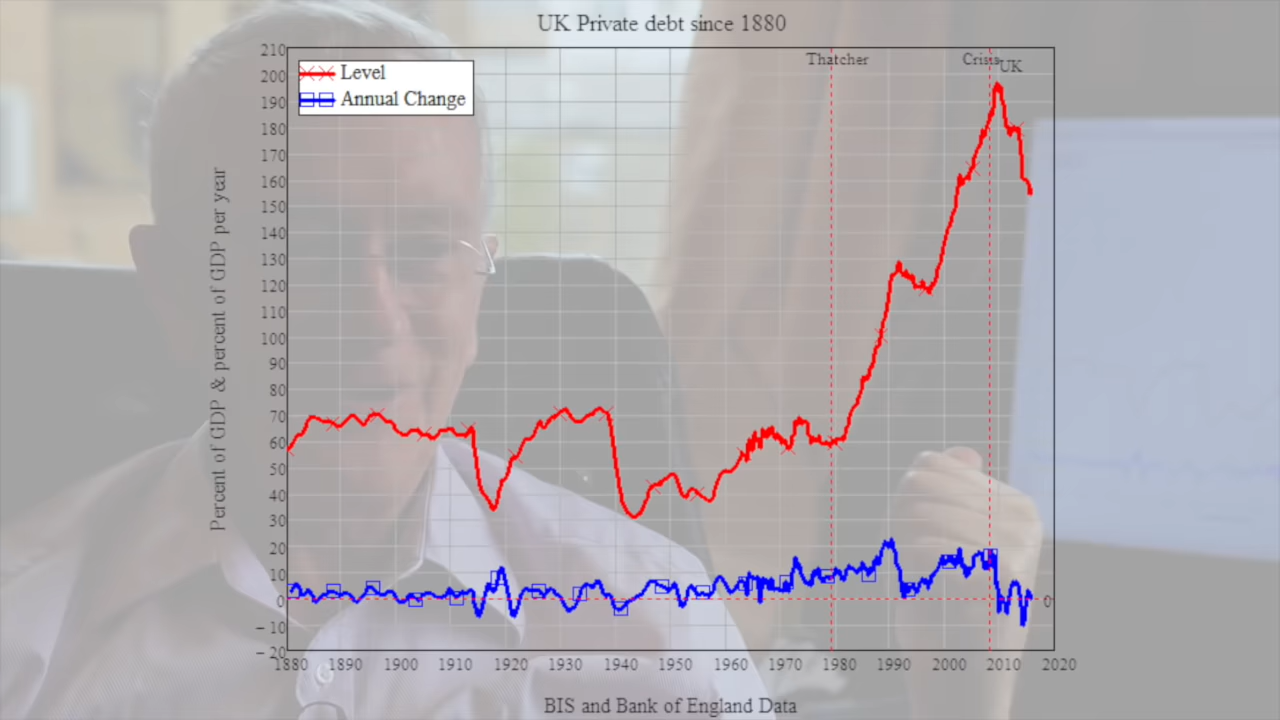 UK Private debt since 1880
Level
Annual Change
Thatcher
Crisis
UK
Percent of GDP & percent of GDP per year
210
200
190
180
170
160
150
140
130
120
110
100
90
80
70
60
50
40
30
20
10
0
0
− 10
− 20
1880 1890 1900 1910 1920 1930 1940 1950 1960 1970 1980 1990 2000 2010 2020
BIS and Bank of England Data